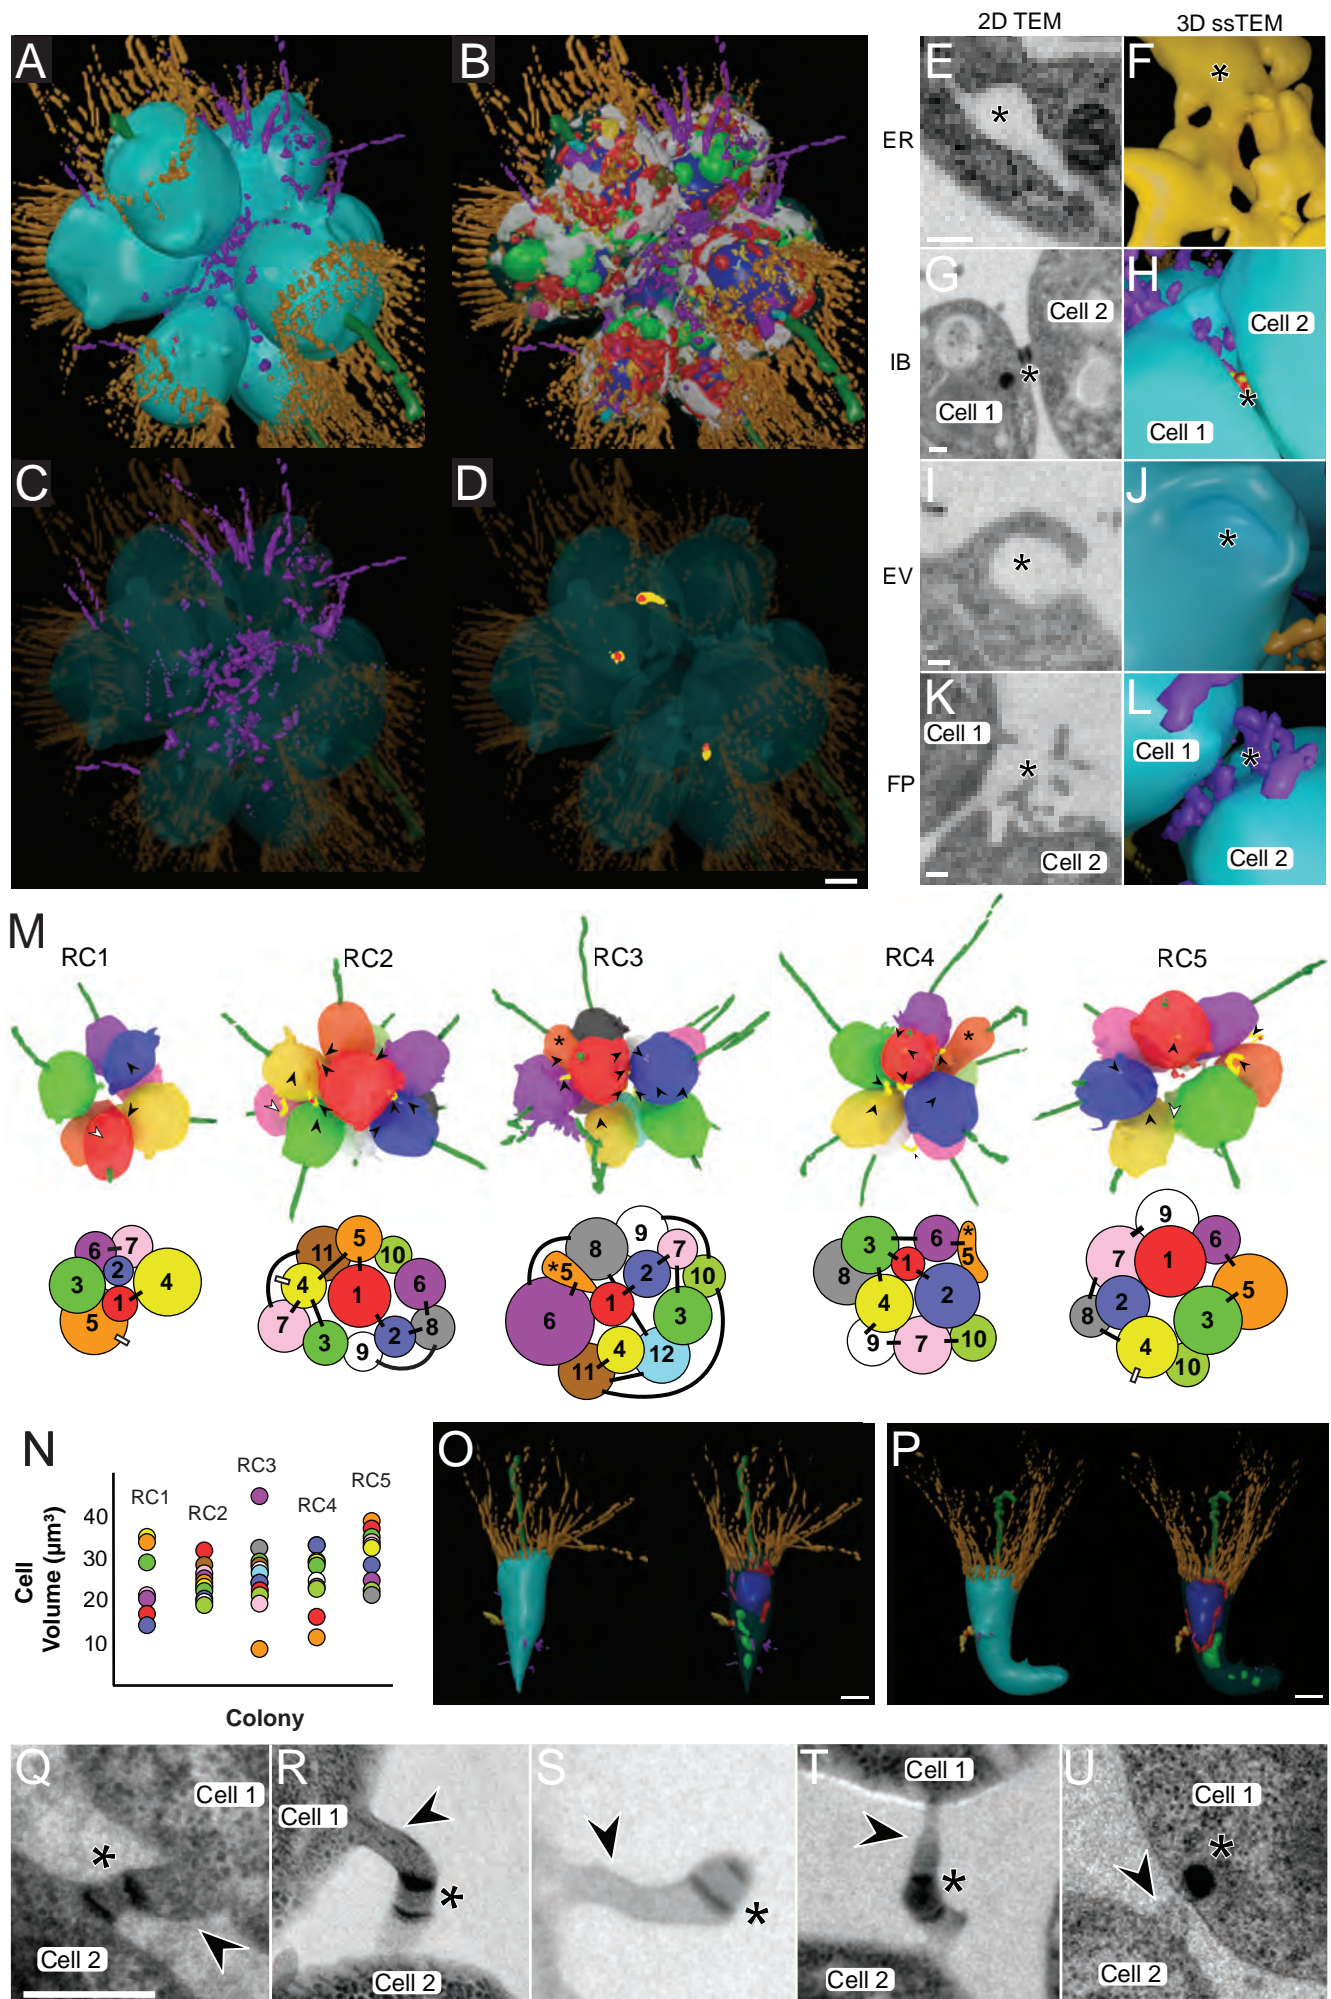 2D TEM
3D ssTEM
A
B
E
F
*
*
ER
G
H
Cell 2
Cell 2
IB
*
*
Cell 1
Cell 1
C
D
I
J
*
*
EV
K
L
Cell 1
Cell 1
*
*
FP
Cell 2
Cell 2
M
RC1
RC2
RC3
RC4
RC5
*
*
6
7
2
3
4
1
5
11
5
10
4
1
6
7
3
2
8
9
9
8
7
*5
2
10
6
1
3
4
12
11
*
3
6
5
1
8
4
2
9
7
10
9
6
7
1
5
2
8
3
4
10
N
O
P
RC1
RC2
RC3
RC4
RC5
40
30
20
10
Cell
Volume (µm³)
Colony
Q
R
S
T
U
Cell 1
Cell 1
Cell 1
Cell 1
*
*
*
*
*
Cell 2
Cell 2
Cell 2
Cell 2